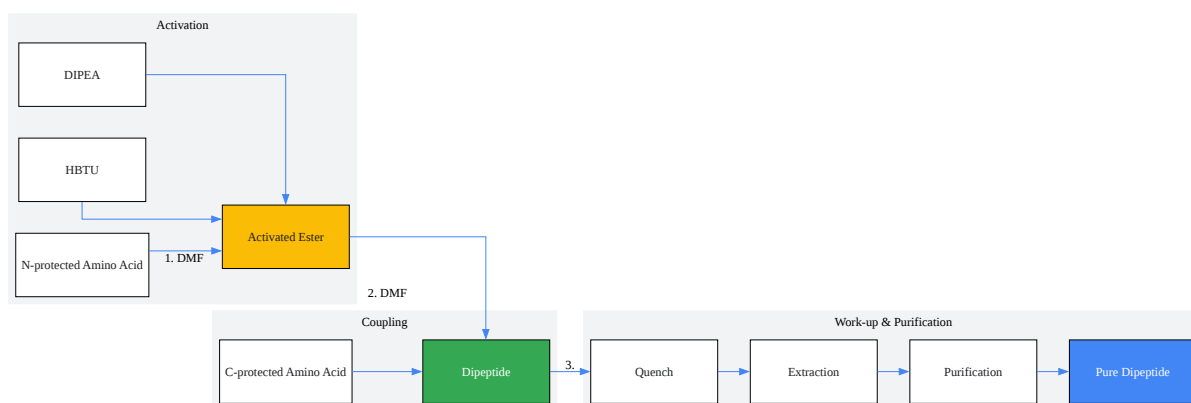 Activation
DIPEA
HBTU
Activated Ester
N-protected Amino Acid
1. DMF
2. DMF
Coupling
Work-up & Purification
C-protected Amino Acid
Dipeptide
3.
Quench
Extraction
Purification
Pure Dipeptide